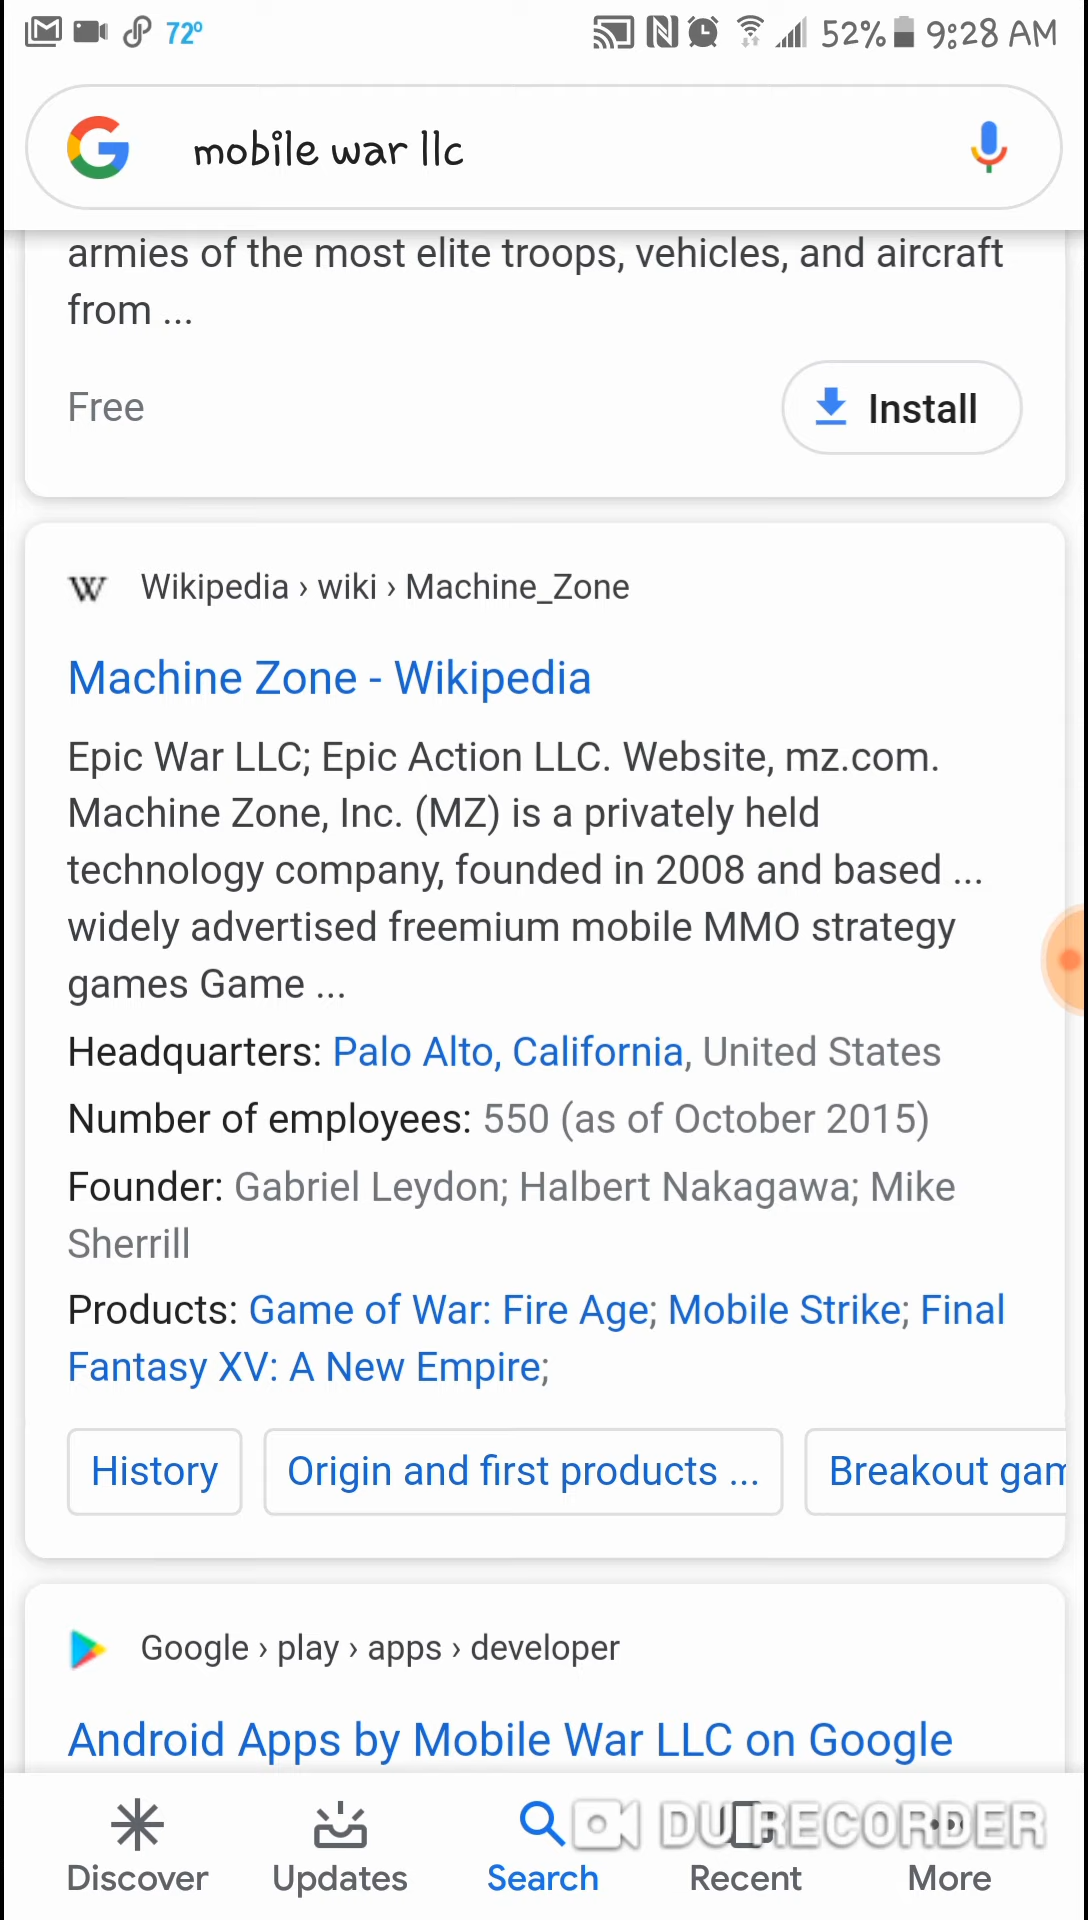 72°
52% 9:28 AM
mobile war llc
armies of the most elite troops, vehicles, and aircraft
from ...
Free
Install
Wikipedia › wiki › Machine_Zone
Machine Zone - Wikipedia
Epic War LLC; Epic Action LLC. Website, mz.com.
Machine Zone, Inc. (MZ) is a privately held
technology company, founded in 2008 and based ...
widely advertised freemium mobile MMO strategy
games Game ...
Headquarters: Palo Alto, California, United States
Number of employees: 550 (as of October 2015)
Founder: Gabriel Leydon; Halbert Nakagawa; Mike
Sherrill
Products: Game of War: Fire Age; Mobile Strike; Final
Fantasy XV: A New Empire;
History
Origin and first products ...
Breakout gam
Google › play › apps › developer
Android Apps by Mobile War LLC on Google
DU RECORDER
Discover
Updates
Search
Recent
More